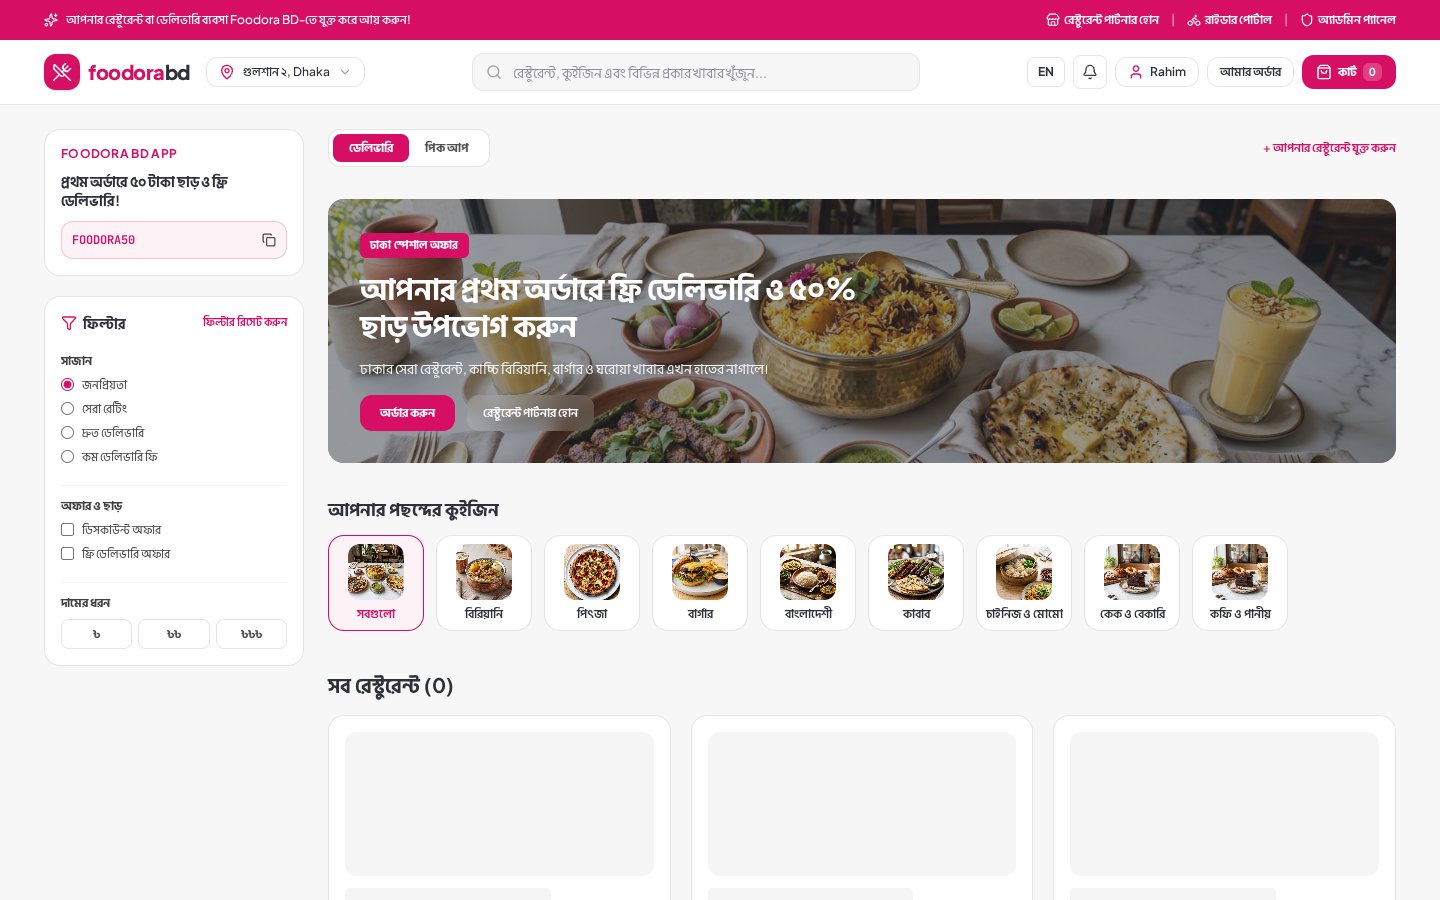 আপনার রেস্টুরেন্ট বা ডেলিভারি ব্যবসা Foodora BD-তে যুক্ত করে আয় করুন!
রেস্টুরেন্ট পার্টনার হোন
রাইডার পোর্টাল
অ্যাডমিন প্যানেল
foodorabd
গুলশান ২, Dhaka
রেস্টুরেন্ট, কুইজিন এবং বিভিন্ন প্রকার খাবার খুঁজুন...
EN
Rahim
আমার অর্ডার
কার্ট 0
FOODORA BD APP
প্রথম অর্ডারে ৫০ টাকা ছাড় ও ফ্রি
ডেলিভারি!
FOODORA50
ফিল্টার
ফিল্টার রিসেট করুন
সাজান
জনপ্রিয়তা
সেরা রেটিং
দ্রুত ডেলিভারি
কম ডেলিভারি ফি
অফার ও ছাড়
ডিসকাউন্ট অফার
ফ্রি ডেলিভারি অফার
দামের ধরন
৳
৳৳
৳৳৳
ডেলিভারি
পিক আপ
+ আপনার রেস্টুরেন্ট যুক্ত করুন
ঢাকা স্পেশাল অফার
আপনার প্রথম অর্ডারে ফ্রি ডেলিভারি ও ৫০%
ছাড় উপভোগ করুন
ঢাকার সেরা রেস্টুরেন্ট, কাচ্চি বিরিয়ানি, বার্গার ও ঘরোয়া খাবার এখন হাতের নাগালে।
অর্ডার করুন
রেস্টুরেন্ট পার্টনার হোন
আপনার পছন্দের কুইজিন
সবগুলো
বিরিয়ানি
পিৎজা
বার্গার
বাংলাদেশী
কাবাব
চাইনিজ ও মোমো
কেক ও বেকারি
কফি ও পানীয়
সব রেস্টুরেন্ট (0)